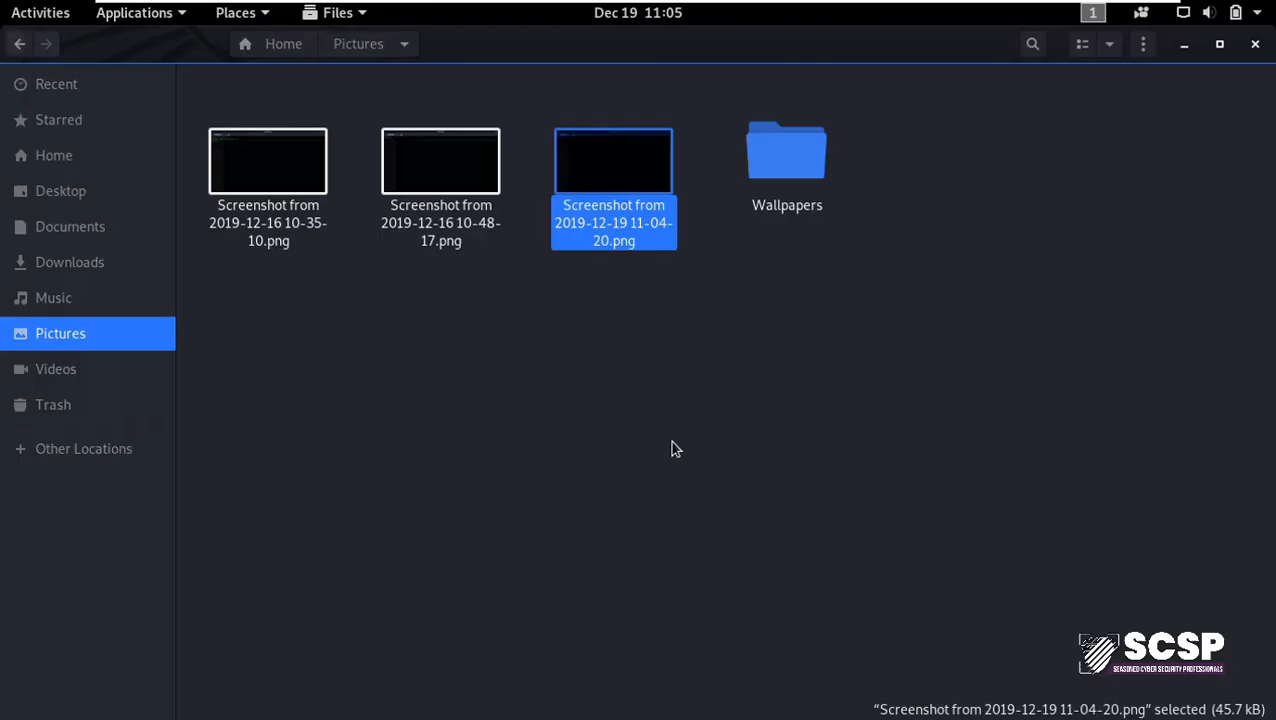 Activities Applications Places Files Dec 19 11:05 1
Home Pictures
Recent
Starred
Home
Desktop
Documents
Downloads
Music
Pictures
Videos
Trash
Other Locations
Screenshot from
2019-12-16 10-35-
10.png
Screenshot from
2019-12-16 10-48-
17.png
Screenshot from
2019-12-19 11-04-
20.png
Wallpapers
SCSP
SEASONED CYBER SECURITY PROFESSIONALS
“Screenshot from 2019-12-19 11-04-20.png” selected (45.7 kB)